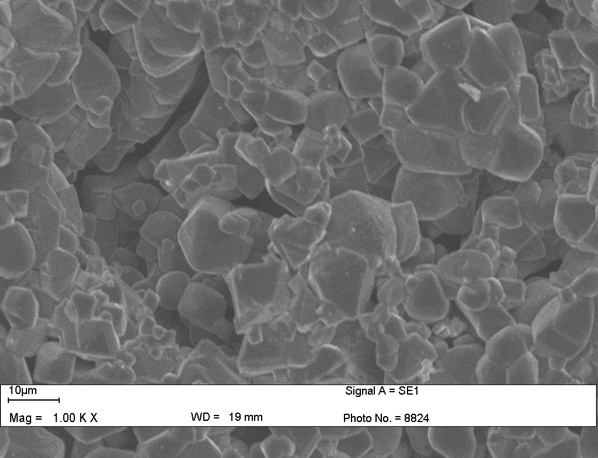 10µm
Signal A = SE1
Mag = 1.00 K X
WD = 19 mm
Photo No. = 8824